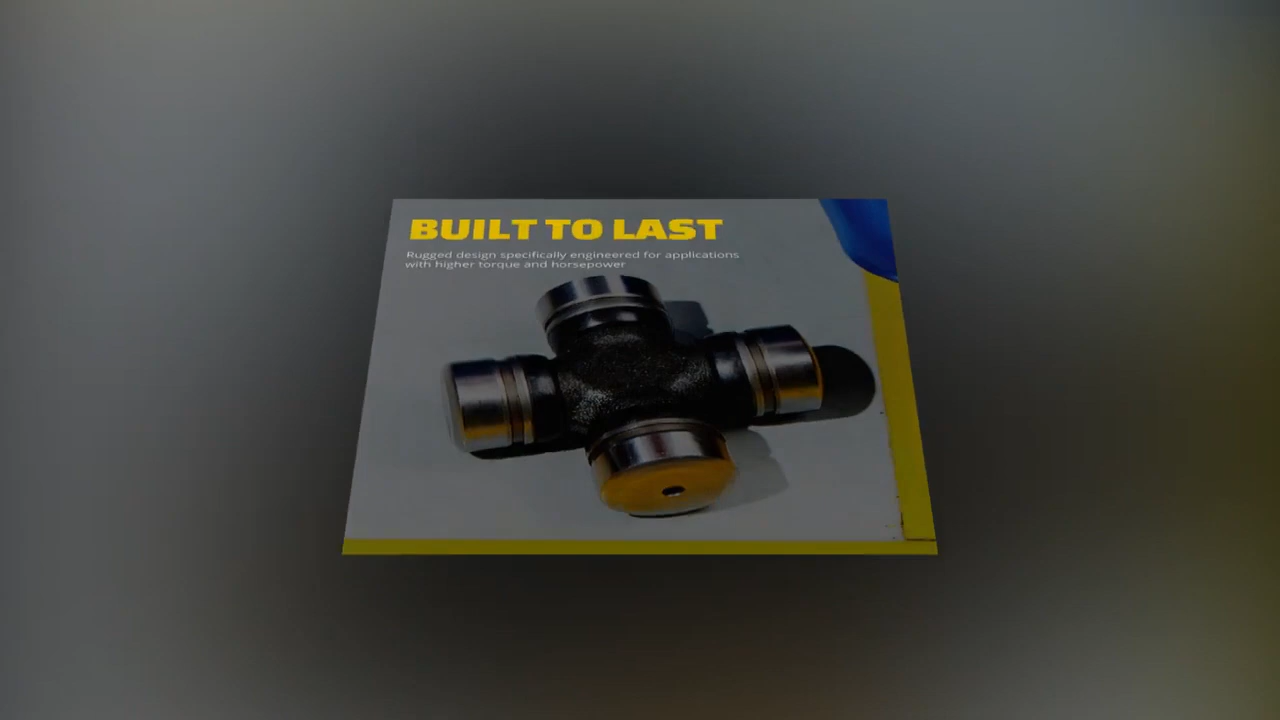 BUILT TO LAST
Rugged design specifically engineered for applications
with higher torque and horsepower